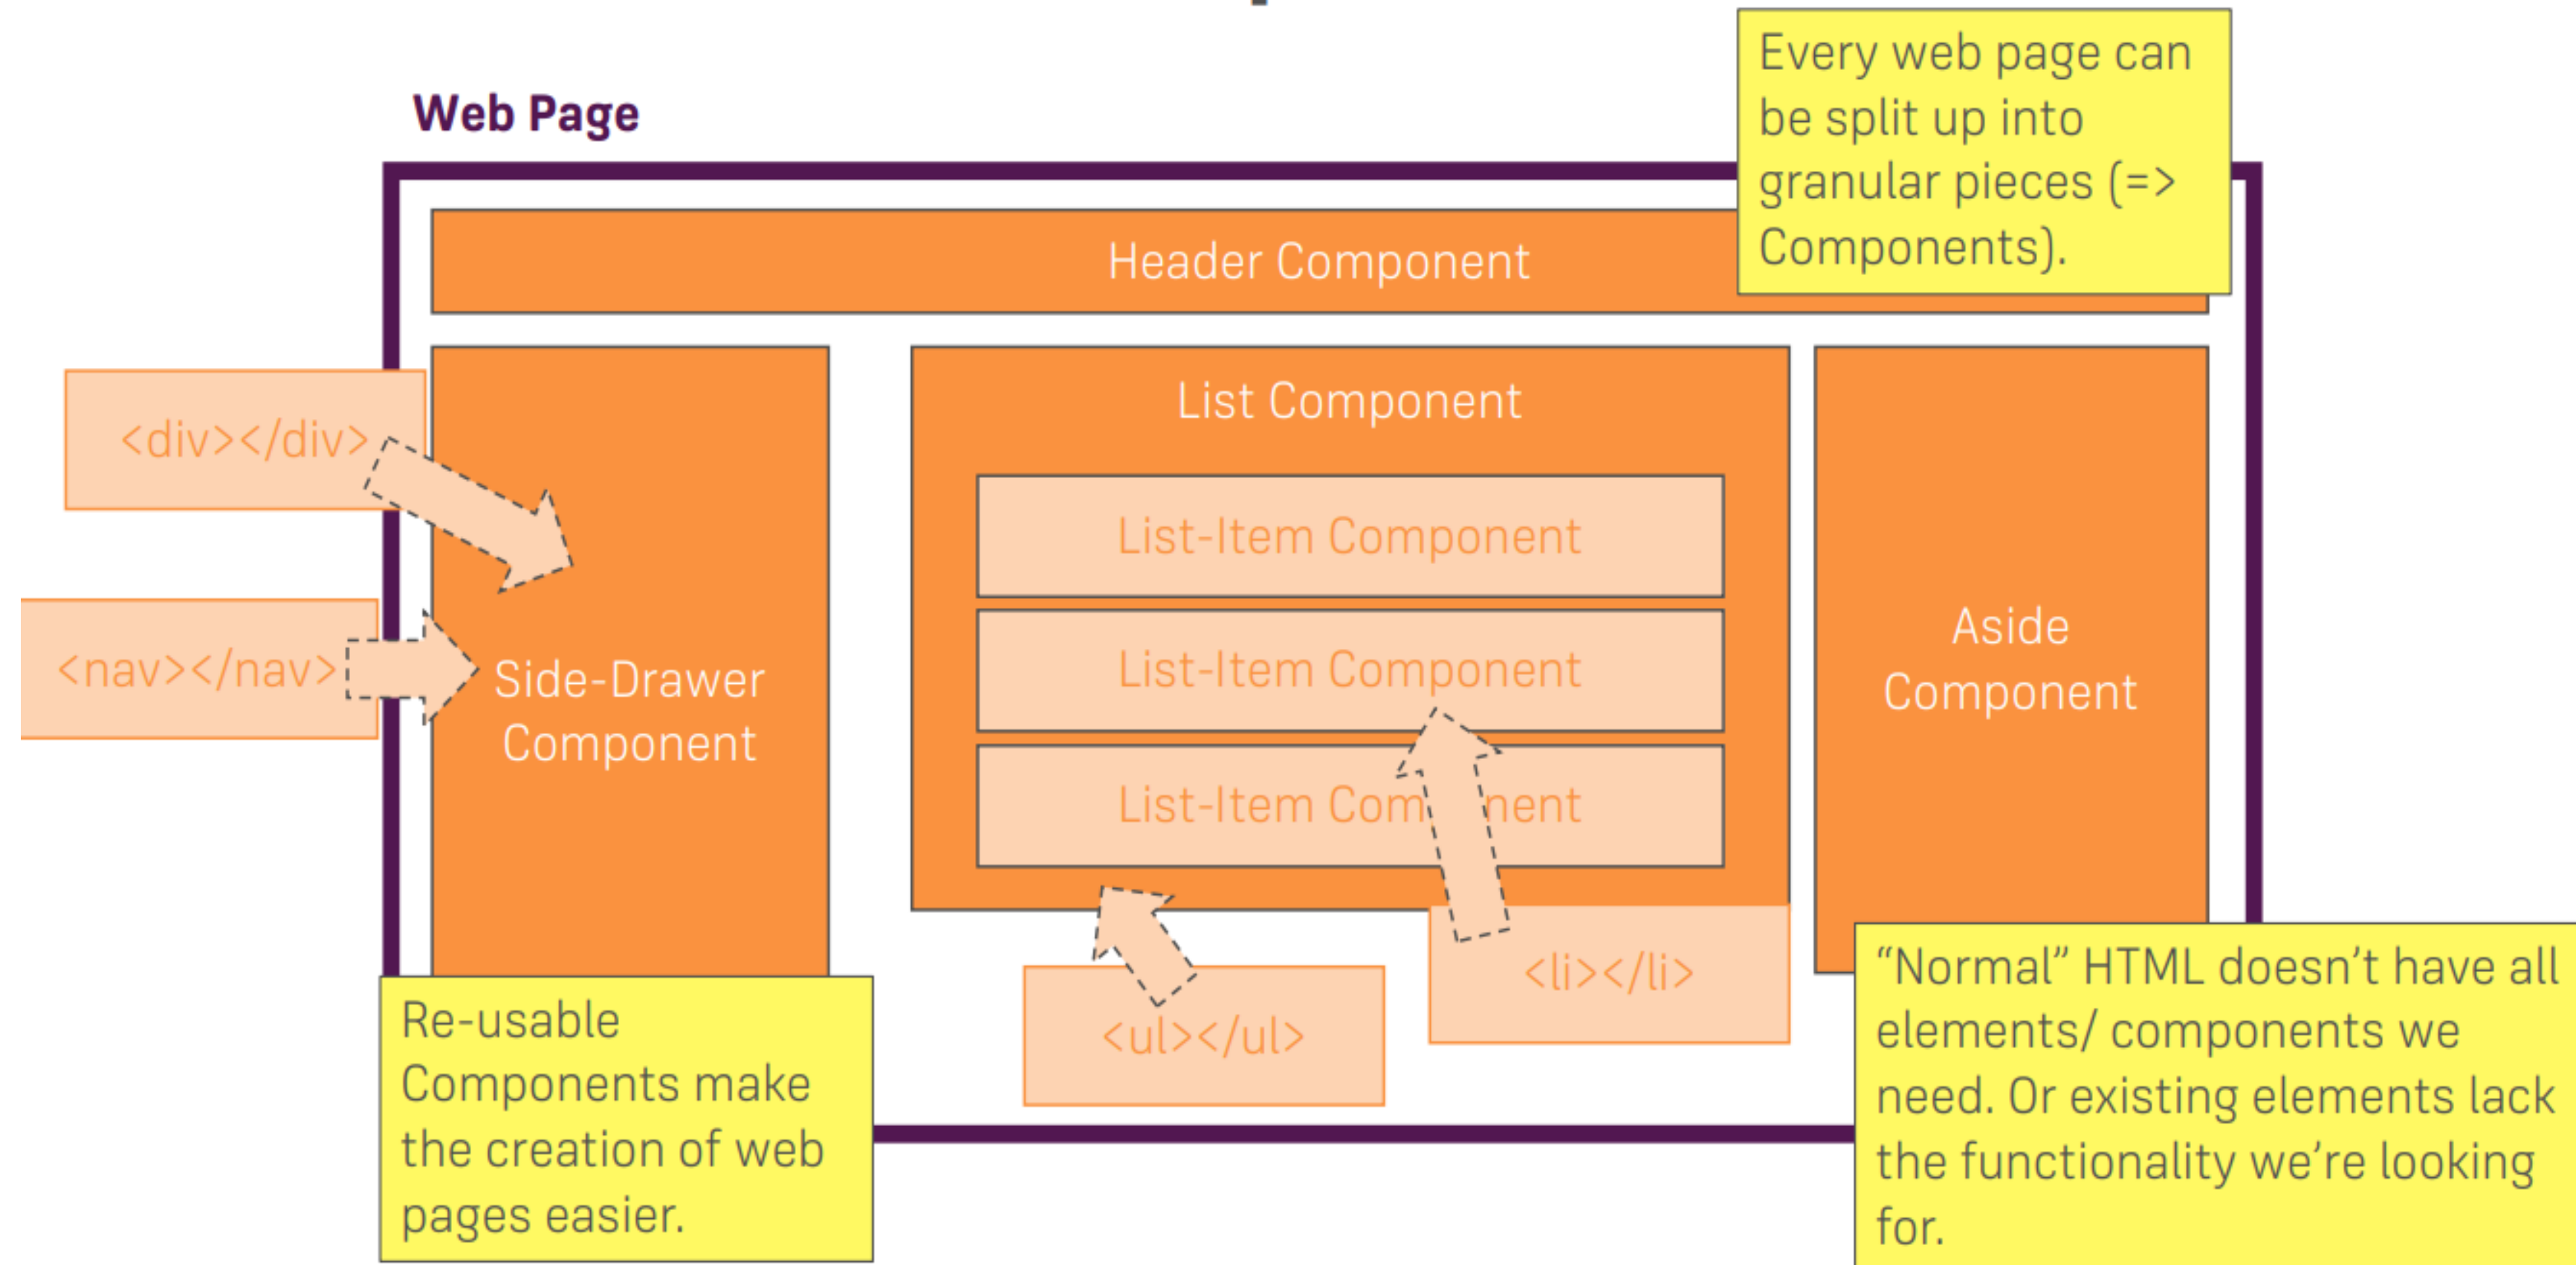 Web Page
Every web page can
be split up into
granular pieces (=>
Components).
Header Component
<div></div>
<nav></nav>
Side-Drawer
Component
List Component
List-Item Component
List-Item Component
List-Item Com nent
<ul></ul>
<li></li>
Aside
Component
Re-usable
Components make
the creation of web
pages easier.
“Normal” HTML doesn’t have all
elements/ components we
need. Or existing elements lack
the functionality we’re looking
for.